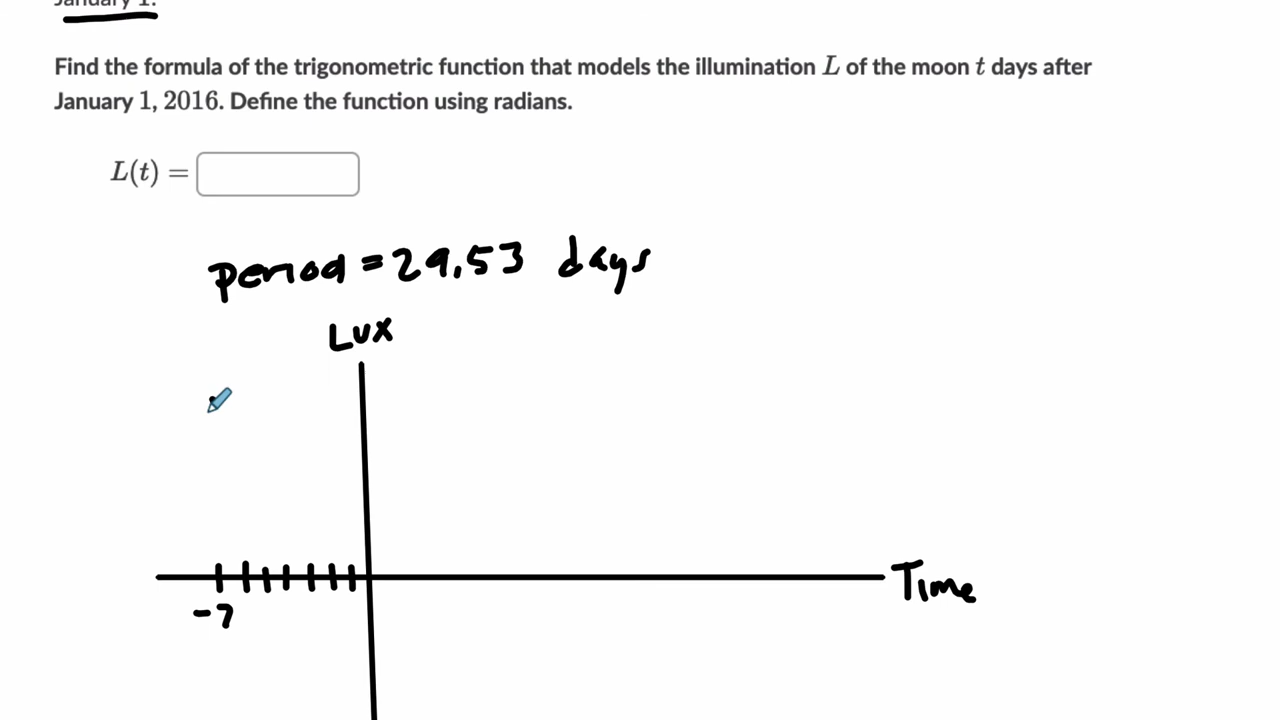 January 1.
Find the formula of the trigonometric function that models the illumination L of the moon t days after
January 1, 2016. Define the function using radians.
L(t) =
period = 29.53 days
Lux
Time
-7